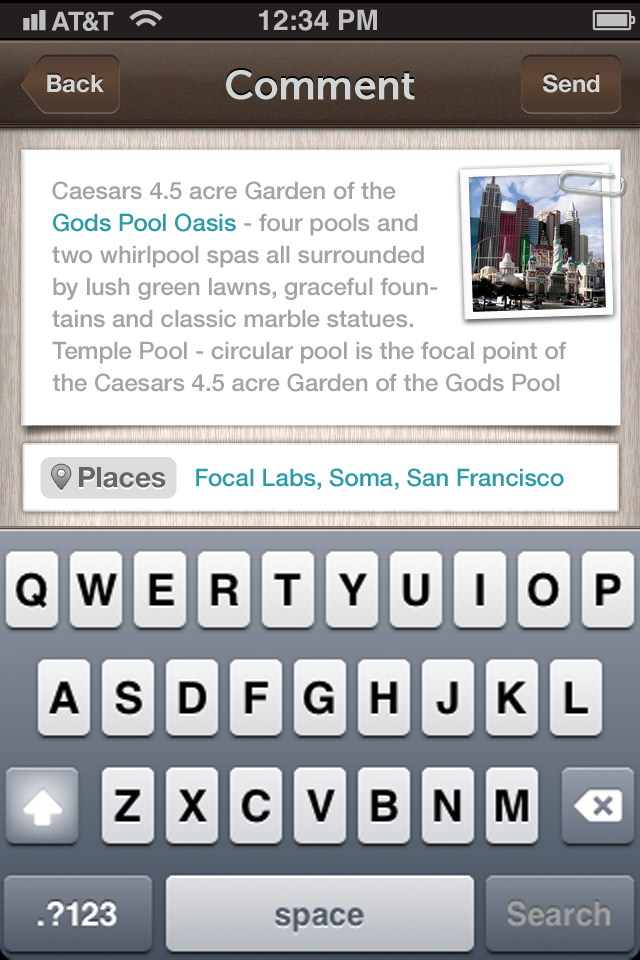 AT&T 12:34 PM
Back Comment Send
Caesars 4.5 acre Garden of the
Gods Pool Oasis - four pools and
two whirlpool spas all surrounded
by lush green lawns, graceful foun-
tains and classic marble statues.
Temple Pool - circular pool is the focal point of
the Caesars 4.5 acre Garden of the Gods Pool
Places Focal Labs, Soma, San Francisco
Q W E R T Y U I O P
A S D F G H J K L
Z X C V B N M
.?123 space Search